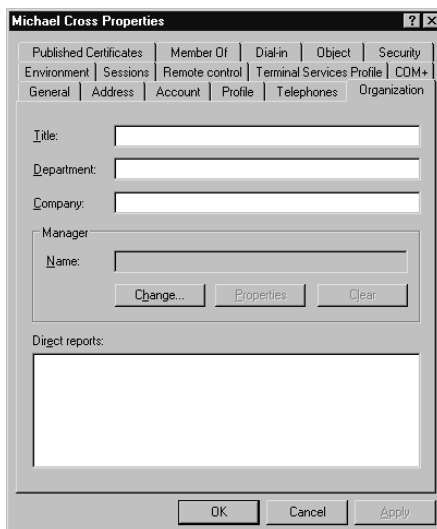 Michael Cross Properties ? X
Published Certificates Member Of Dial-in Object Security
Environment Sessions Remote control Terminal Services Profile COM+
General Address Account Profile Telephones Organization
Title:
Department:
Company:
Manager
Name:
Change... Properties Clear
Direct reports:
OK Cancel Apply